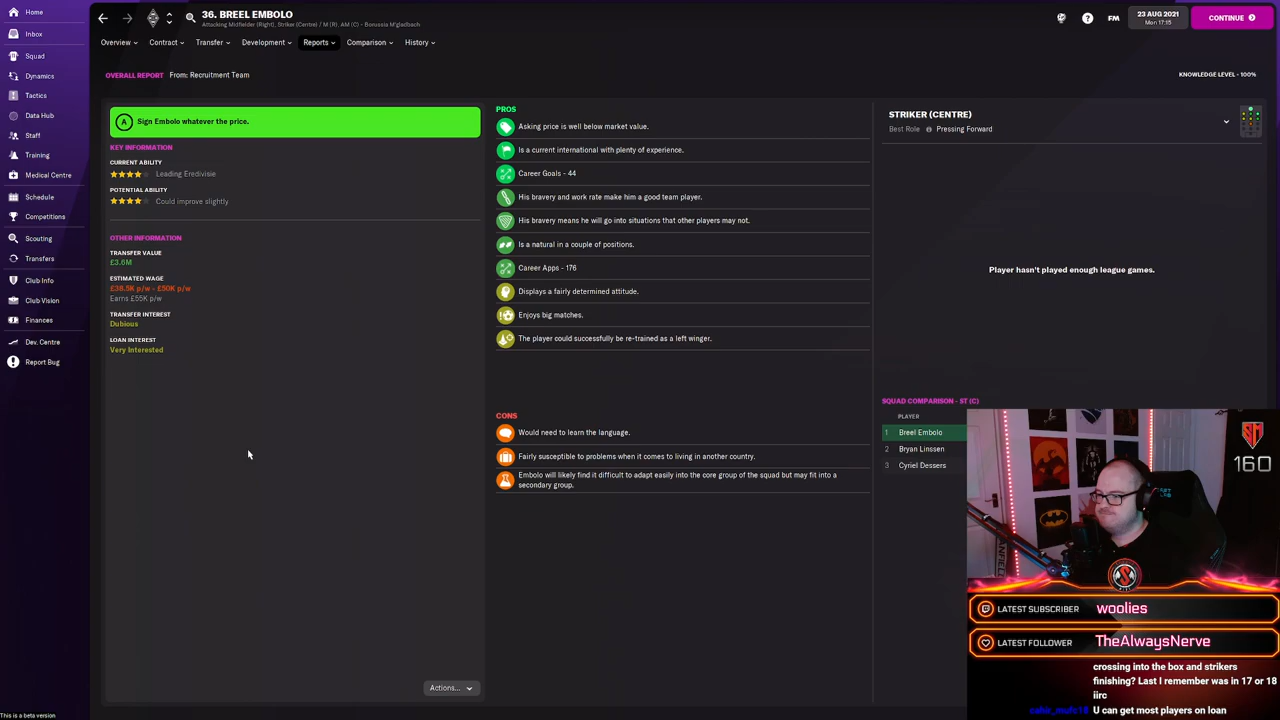 Home
Inbox
Squad
Dynamics
Tactics
Data Hub
Staff
Training
Medical Centre
Schedule
Competitions
Scouting
Transfers
Club Info
Club Vision
Finances
Dev. Centre
Report Bug
This is a beta version
36. BREEL EMBOLO
Attacking Midfielder (Right), Striker (Centre) / M (R), AM (C) - Borussia M'gladbach
FM
23 AUG 2021
Mon 17:15
CONTINUE
Overview
Contract
Transfer
Development
Reports
Comparison
History
OVERALL REPORT From: Recruitment Team
KNOWLEDGE LEVEL - 100%
A Sign Embolo whatever the price.
KEY INFORMATION
CURRENT ABILITY
Leading Eredivisie
POTENTIAL ABILITY
Could improve slightly
OTHER INFORMATION
TRANSFER VALUE
£3.6M
ESTIMATED WAGE
£38.5K p/w - £50K p/w
Earns £55K p/w
TRANSFER INTEREST
Dubious
LOAN INTEREST
Very Interested
Actions...
PROS
Asking price is well below market value.
Is a current international with plenty of experience.
Career Goals - 44
His bravery and work rate make him a good team player.
His bravery means he will go into situations that other players may not.
Is a natural in a couple of positions.
Career Apps - 176
Displays a fairly determined attitude.
Enjoys big matches.
The player could successfully be re-trained as a left winger.
CONS
Would need to learn the language.
Fairly susceptible to problems when it comes to living in another country.
Embolo will likely find it difficult to adapt easily into the core group of the squad but may fit into a
secondary group.
STRIKER (CENTRE)
Best Role Pressing Forward
Player hasn't played enough league games.
SQUAD COMPARISON - ST (C)
PLAYER
1 Breel Embolo
2 Bryan Linssen
3 Cyriel Dessers
160
LATEST SUBSCRIBER woolies
LATEST FOLLOWER TheAlwaysNerve
crossing into the box and strikers
finishing? Last I remember was in 17 or 18
iirc
U can get most players on loan